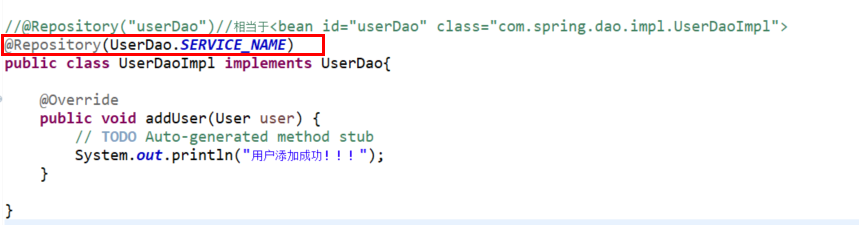 //@Repository("userDao")//相当于<bean id="userDao" class="com.spring.dao.impl.UserDaoImpl">
@Repository(UserDao.SERVICE_NAME)
public class UserDaoImpl implements UserDao{
@Override
public void addUser(User user) {
// TODO Auto-generated method stub
System.out.println("用户添加成功！！！");
}
}